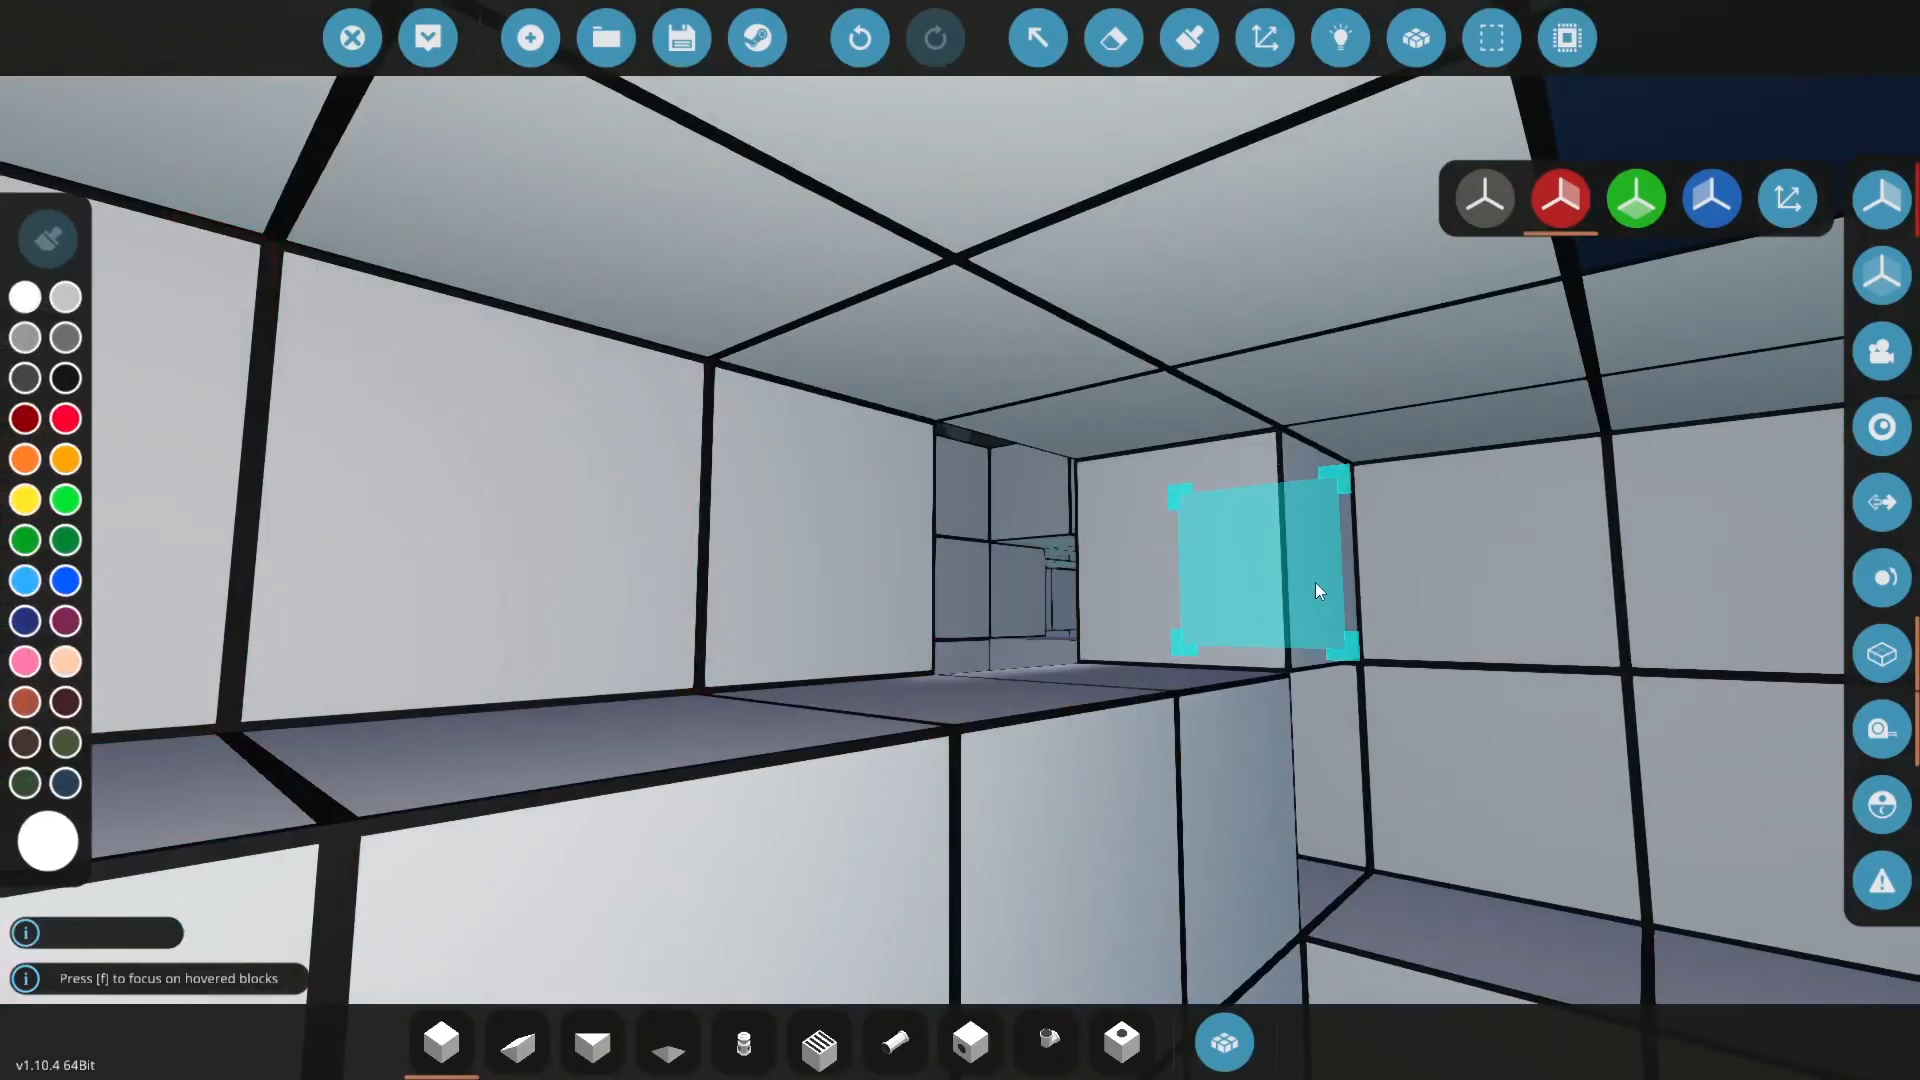 Press [f] to focus on hovered blocks
v1.10.4 64Bit